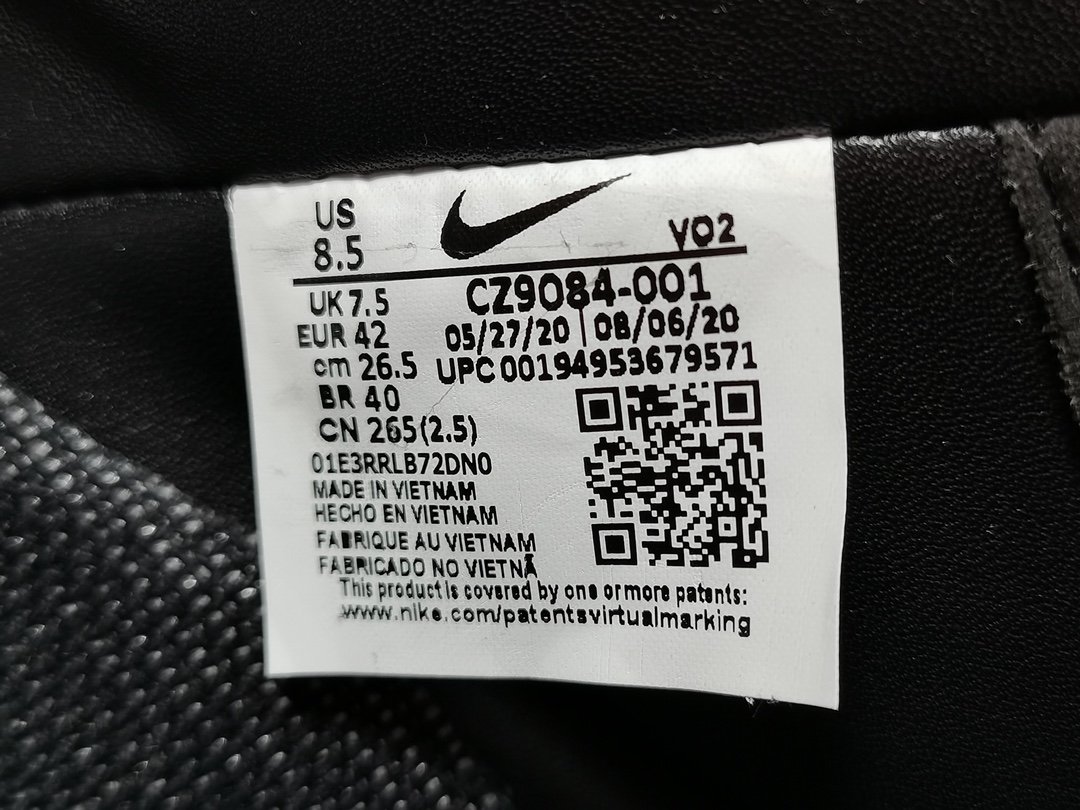 US
8.5
VO2
UK 7.5
CZ9084-001
EUR 42
05/27/20 | 08/06/20
cm 26.5
UPC 00194953679571
BR 40
CN 265(2.5)
01E3RRLB72DN0
MADE IN VIETNAM
HECHO EN VIETNAM
FABRIQUE AU VIETNAM
FABRICADO NO VIETNÃ
This product is covered by one or more patents:
www.nike.com/patentsvirtualmarking